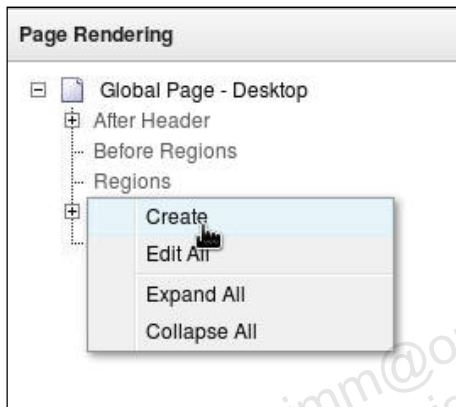 Page Rendering
Global Page - Desktop
After Header
Before Regions
Regions
Create
Edit All
Expand All
Collapse All